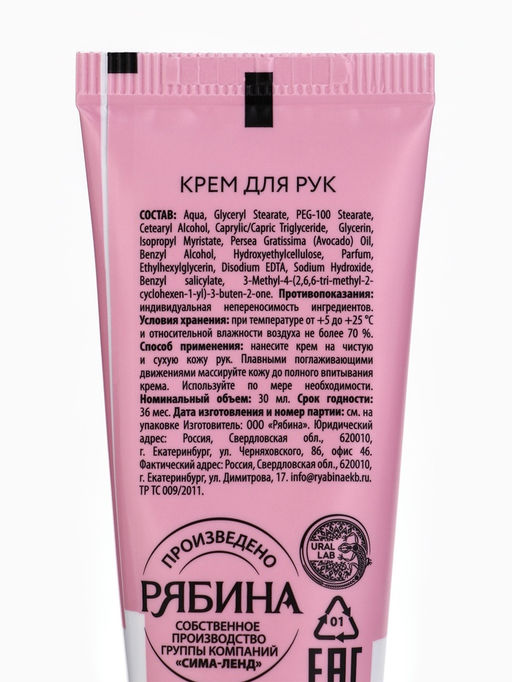 КРЕМ ДЛЯ РУК
СОСТАВ: Aqua, Glyceryl Stearate, PEG-100 Stearate,
Cetearyl Alcohol, Caprylic/Capric Triglyceride, Glycerin,
Isopropyl Myristate, Persea Gratissima (Avocado) Oil,
Benzyl Alcohol, Hydroxyethylcellulose, Parfum,
Ethylhexylglycerin, Disodium EDTA, Sodium Hydroxide,
Benzyl salicylate, 3-Methyl-4-(2,6,6-tri-methyl-2-
cyclohexen-1-yl)-3-buten-2-one. Противопоказания:
индивидуальная непереносимость ингредиентов.
Условия хранения: при температуре от +5 до +25 °C
и относительной влажности воздуха не более 70 %.
Способ применения: нанесите крем на чистую
и сухую кожу рук. Плавными поглаживающими
движениями массируйте кожу до полного впитывания
крема. Используйте по мере необходимости.
Номинальный объем: 30 мл. Срок годности:
36 мес. Дата изготовления и номер партии: см. на
упаковке Изготовитель: ООО «Рябина». Юридический
адрес: Россия, Свердловская обл., 620010,
г. Екатеринбург, ул. Черняховского, 86, офис 46.
Фактический адрес: Россия, Свердловская обл., 620010,
г. Екатеринбург, ул. Димитрова, 17. info@ryabinaekb.ru.
ТР ТС 009/2011.
ПРОИЗВЕДЕНО
РЯБИНА
СОБСТВЕННОЕ
ПРОИЗВОДСТВО
ГРУППЫ КОМПАНИЙ
«СИМА-ЛЕНД»
URAL
LAB
01
EAC